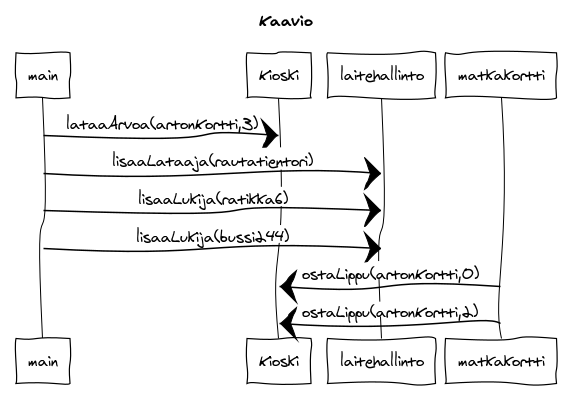 Kaavio
main kioski laitehallinto matkakortti
lataaArvoa(artonKortti,3)
lisaaLataaja(rautatientori)
lisaaLukija(ratikka6)
lisaaLukija(bussi244)
ostaLippu(artonKortti,0)
ostaLippu(artonKortti,2)
main kioski laitehallinto matkakortti